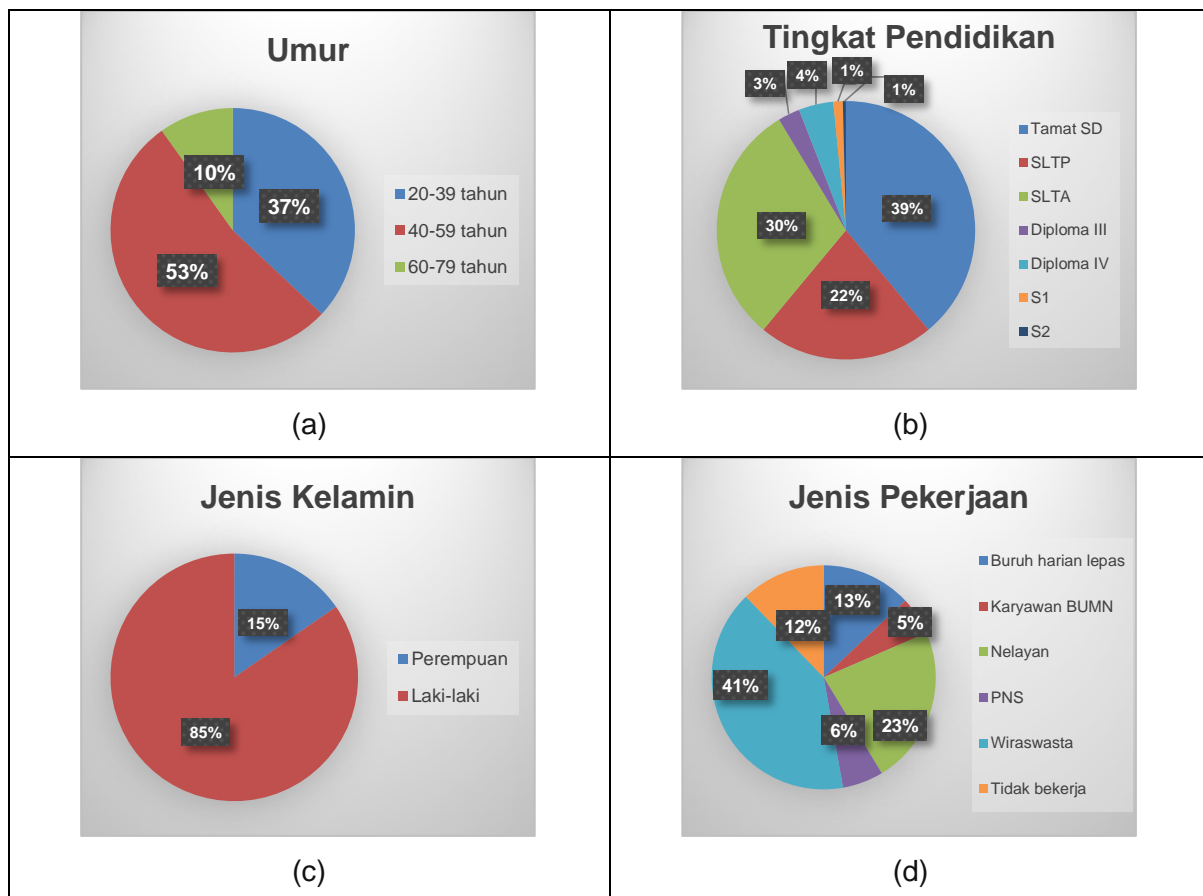 Umur
37%
53%
10%
20-39 tahun
40-59 tahun
60-79 tahun
(a)
Tingkat Pendidikan
3%
4%
1%
1%
39%
30%
22%
Tamat SD
SLTP
SLTA
Diploma III
Diploma IV
S1
S2
(b)
Jenis Kelamin
15%
85%
Perempuan
Laki-laki
(c)
Jenis Pekerjaan
13%
5%
12%
41%
23%
6%
Buruh harian lepas
Karyawan BUMN
Nelayan
PNS
Wiraswasta
Tidak bekerja
(d)